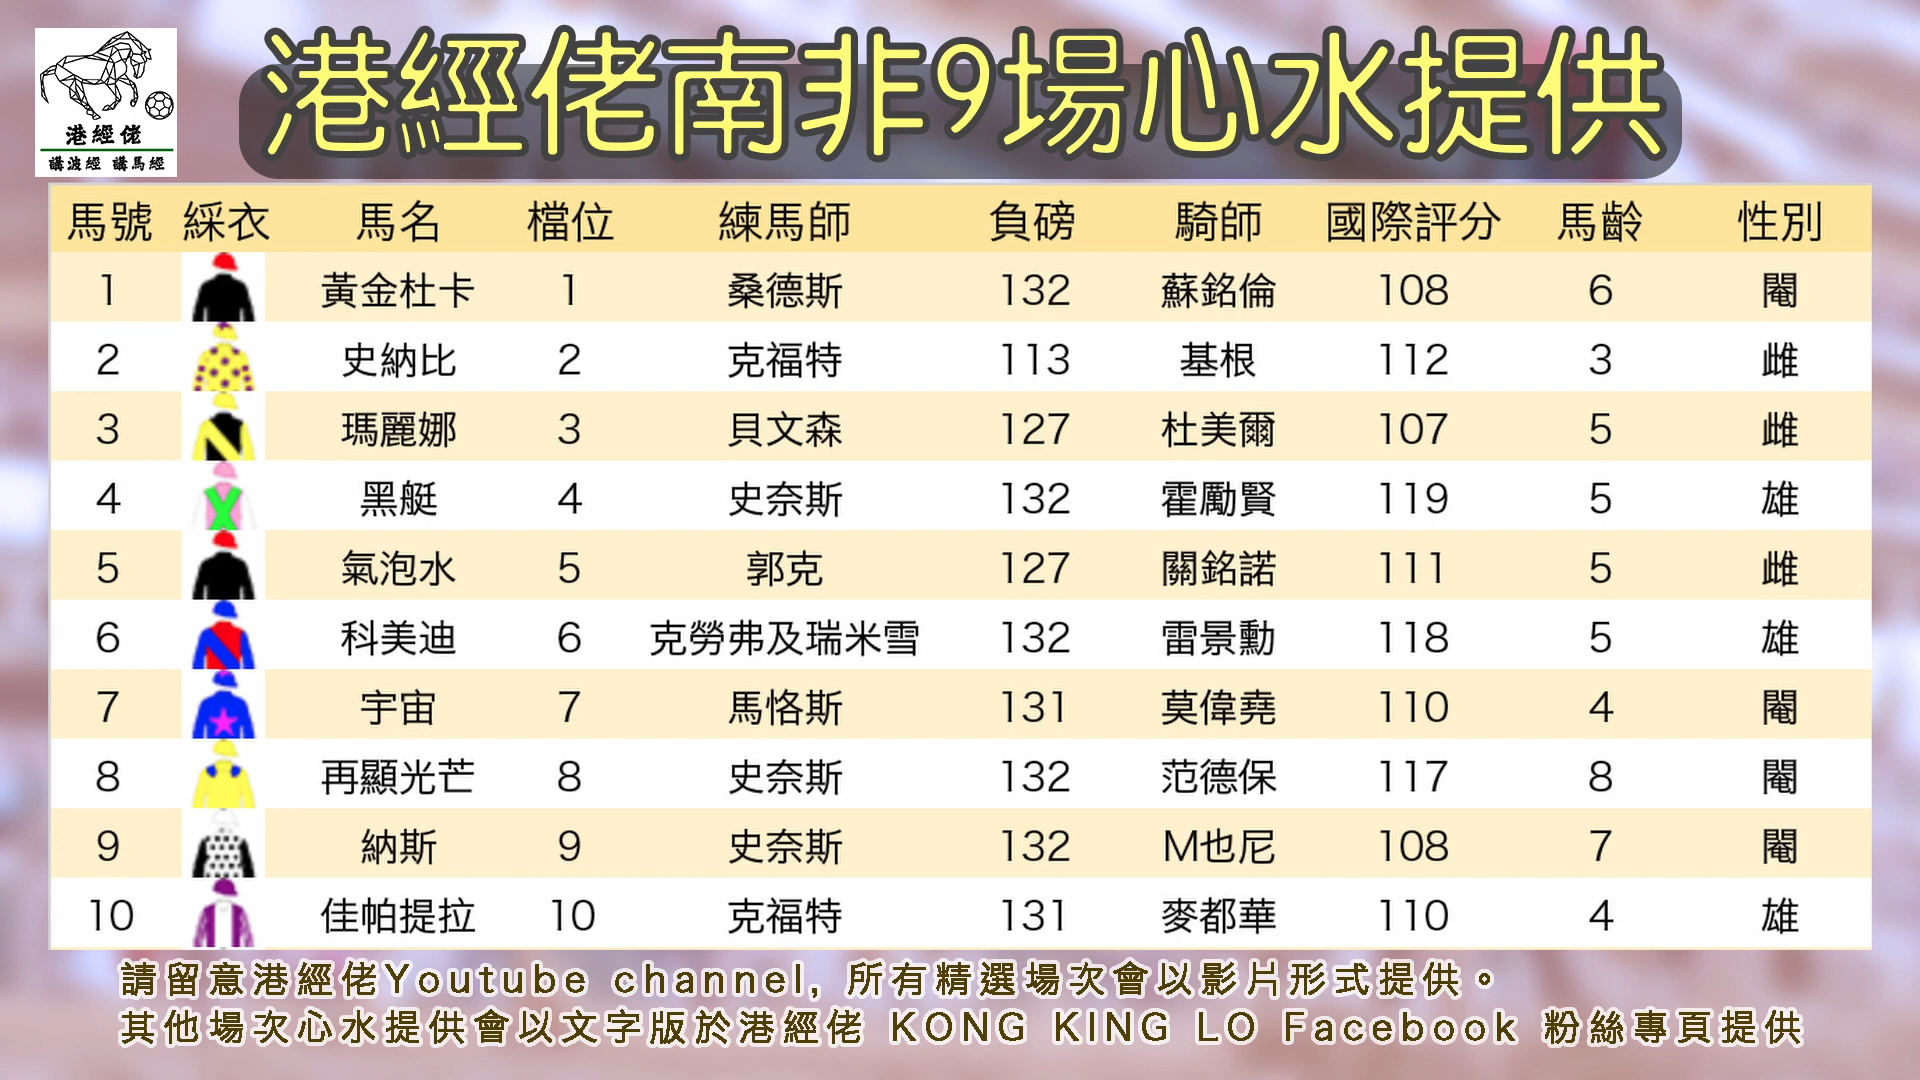 港經佬
講波經 講馬經
港經佬南非9場心水提供
馬號 綵衣 馬名 檔位 練馬師 負磅 騎師 國際評分 馬齡 性別
1 黃金杜卡 1 桑德斯 132 蘇銘倫 108 6 閹
2 史納比 2 克福特 113 基根 112 3 雌
3 瑪麗娜 3 貝文森 127 杜美爾 107 5 雌
4 黑艇 4 史奈斯 132 霍勵賢 119 5 雄
5 氣泡水 5 郭克 127 關銘諾 111 5 雌
6 科美迪 6 克勞弗及瑞米雪 132 雷景勳 118 5 雄
7 宇宙 7 馬恪斯 131 莫偉堯 110 4 閹
8 再顯光芒 8 史奈斯 132 范德保 117 8 閹
9 納斯 9 史奈斯 132 M也尼 108 7 閹
10 佳帕提拉 10 克福特 131 麥都華 110 4 雄
請留意港經佬Youtube channel, 所有精選場次會以影片形式提供。
其他場次心水提供會以文字版於港經佬 KONG KING LO Facebook 粉絲專頁提供